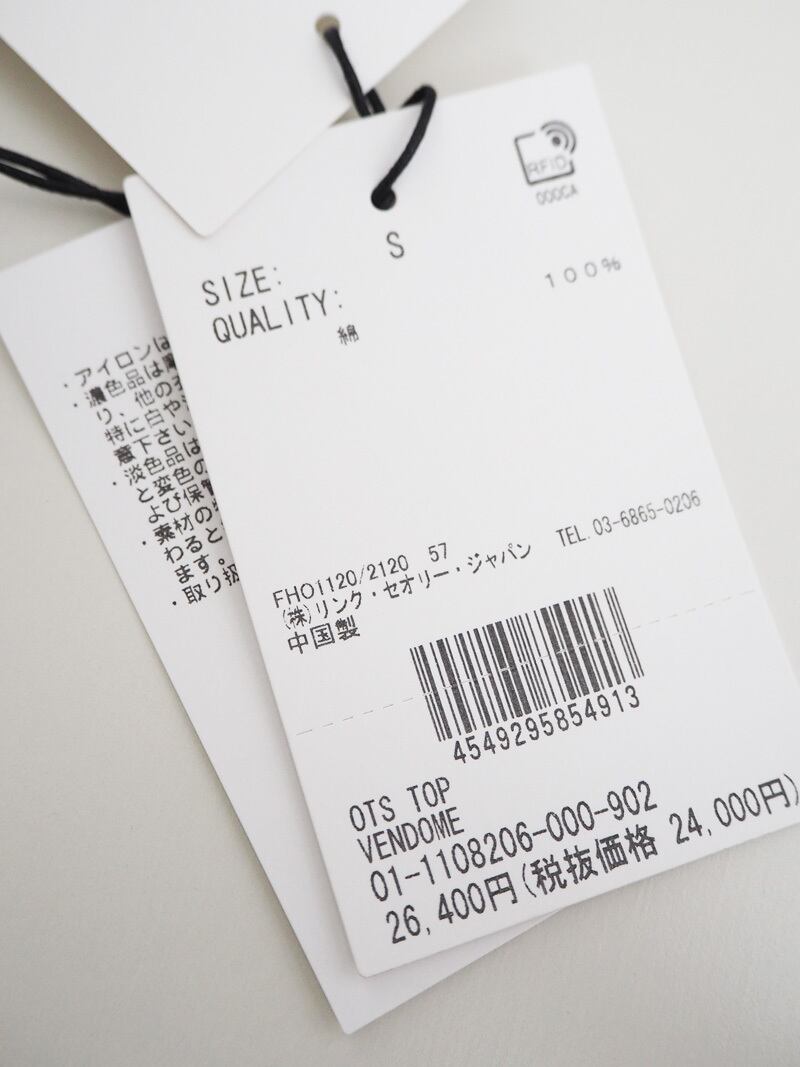 RFID
000CA
SIZE: S
QUALITY:
綿 100%
FH01120/2120 57
(株)リンク・セオリー・ジャパン TEL.03-6865-0206
中国製
4549295854913
OTS TOP
VENDOME
01-1108206-000-902
26,400円(税抜価格 24,000円)
・アイロンは
・濃色品は
り、他の
特に白や
意下さい
・淡色品は
と変色の
よび保管
・素材の
わると
ます。
・取り扱